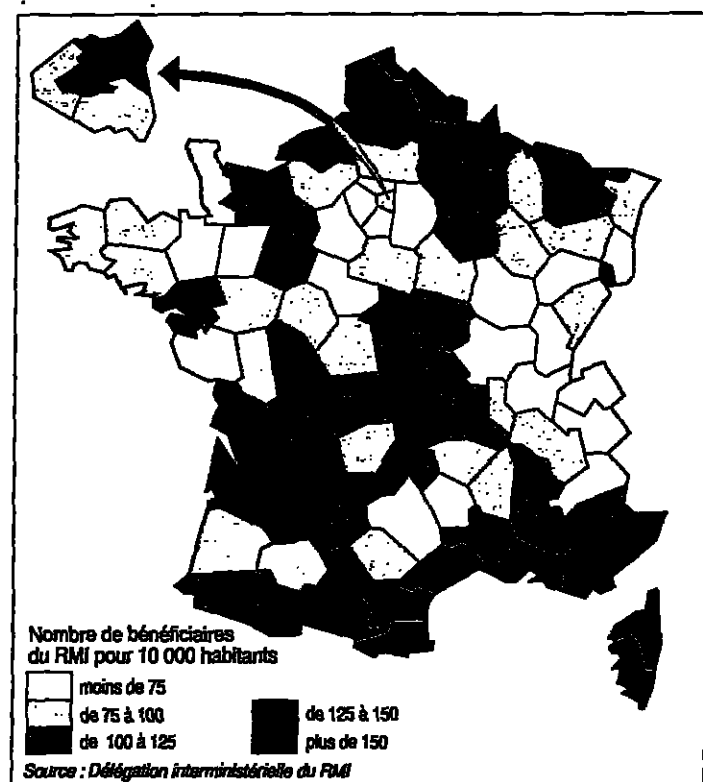 Nombre de bénéficiaires
du RMI pour 10 000 habitants
moins de 75
de 75 à 100
de 100 à 125
de 125 à 150
plus de 150
Source : Délégation interministérielle du RMI